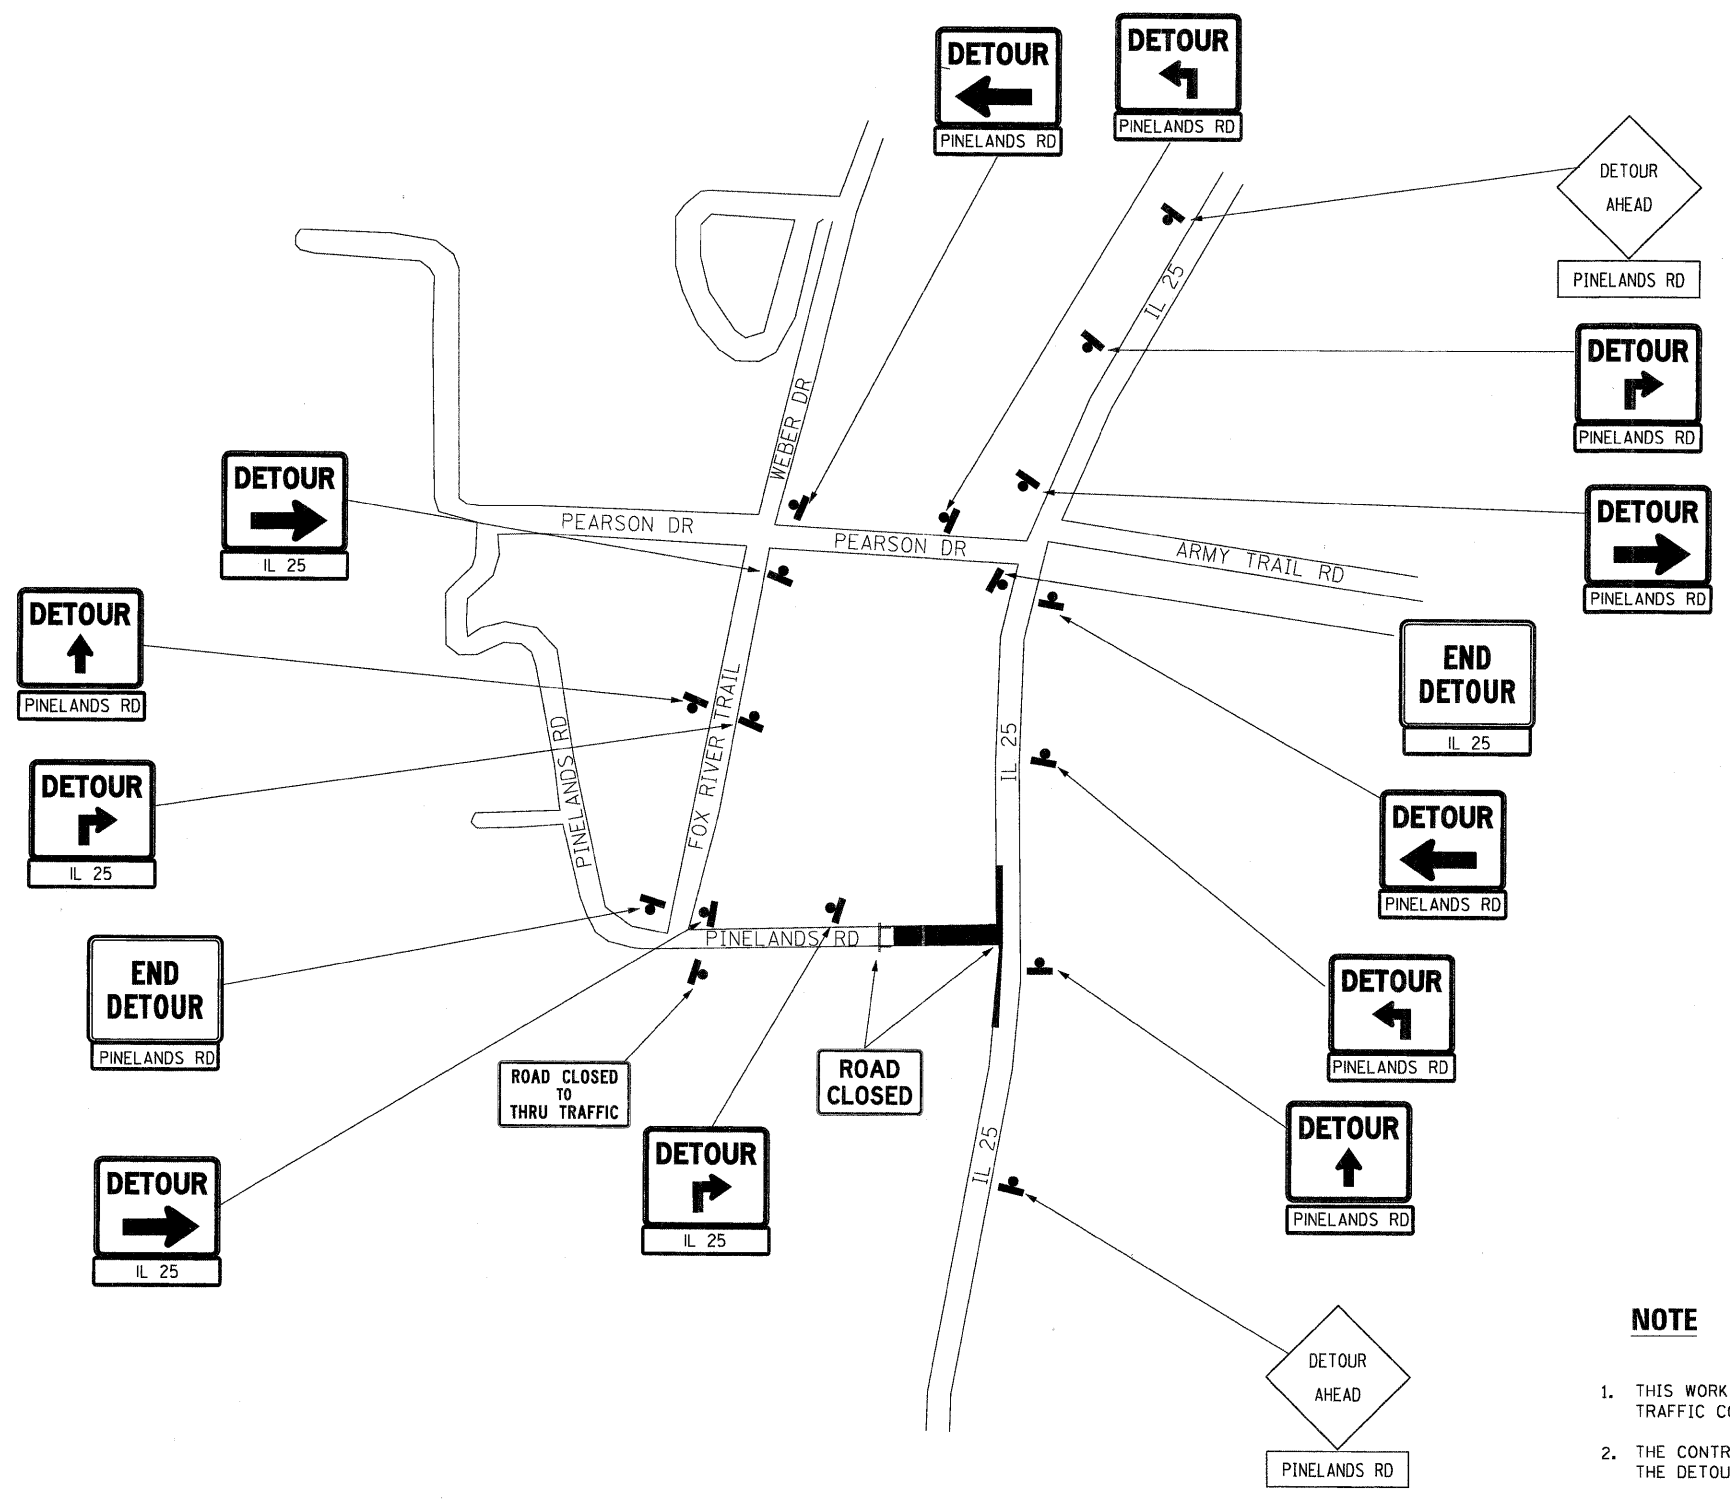 DETOUR
PINELANDS RD
DETOUR
PINELANDS RD
DETOUR
AHEAD
PINELANDS RD
DETOUR
PINELANDS RD
DETOUR
PINELANDS RD
IL 25
WEBER DR
PEARSON DR
PEARSON DR
ARMY TRAIL RD
DETOUR
IL 25
DETOUR
PINELANDS RD
DETOUR
IL 25
END
DETOUR
PINELANDS RD
DETOUR
IL 25
PINELANDS RD
FOX RIVER TRAIL
IL 25
PINELANDS RD
END
DETOUR
IL 25
DETOUR
PINELANDS RD
DETOUR
PINELANDS RD
DETOUR
PINELANDS RD
ROAD CLOSED
TO
THRU TRAFFIC
ROAD
CLOSED
DETOUR
IL 25
IL 25
DETOUR
AHEAD
PINELANDS RD
NOTE
1. THIS WORK
TRAFFIC CO
2. THE CONTR
THE DETOU